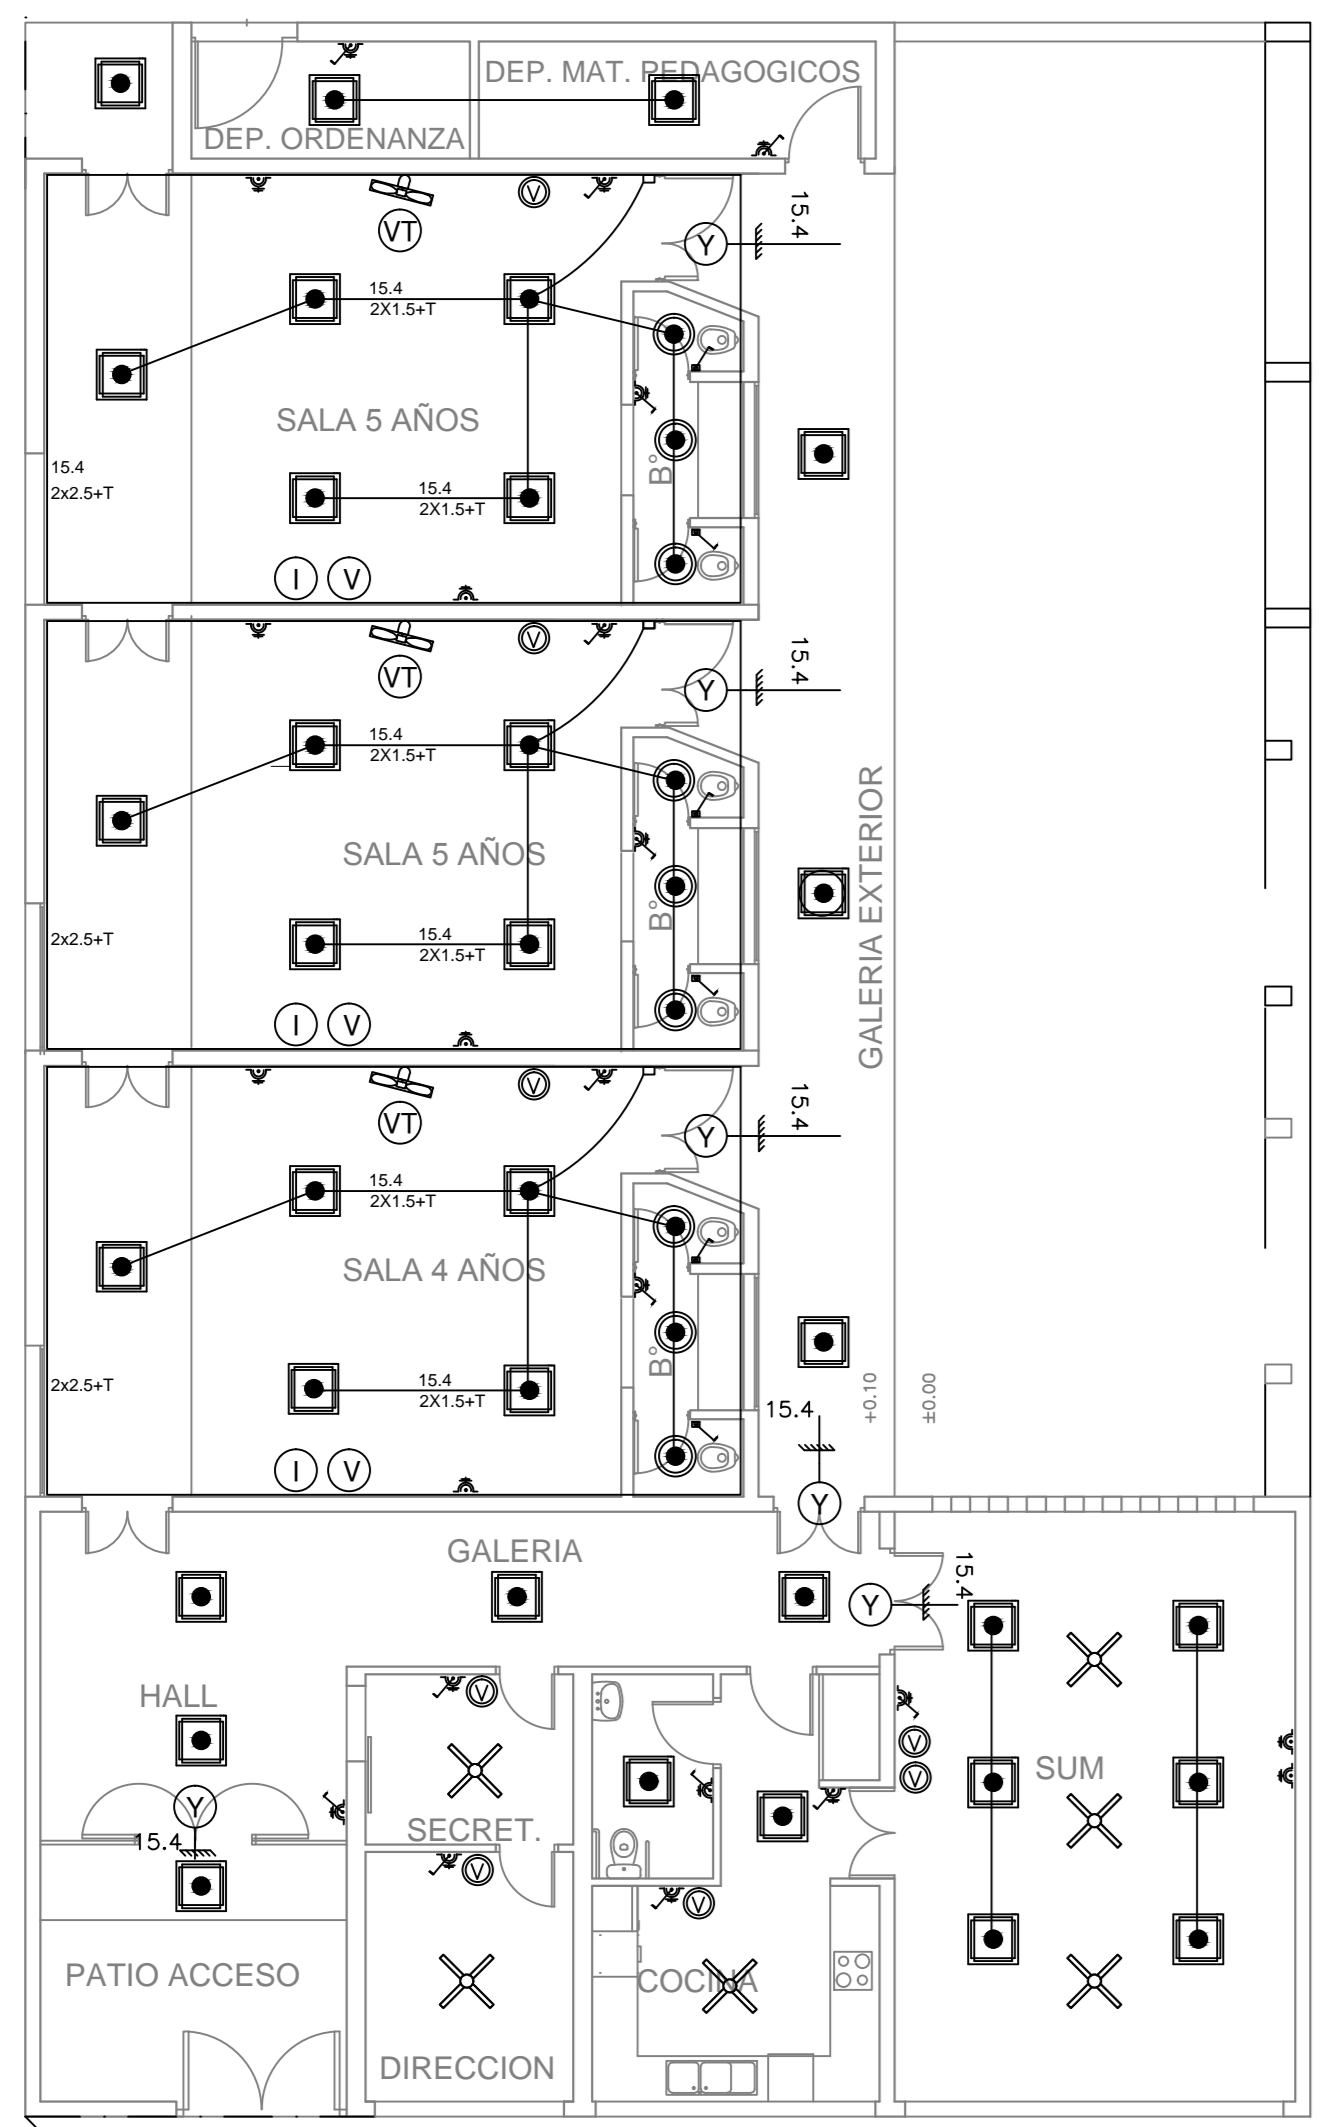 DEP. MAT. PEDAGOGICOS
DEP. ORDENANZA
15.4
VT
V
Y
15.4
2X1.5+T
SALA 5 AÑOS
15.4
2x2.5+T
15.4
2X1.5+T
B°
I
V
15.4
VT
V
Y
15.4
2X1.5+T
SALA 5 AÑOS
2x2.5+T
15.4
2X1.5+T
B°
I
V
GALERIA EXTERIOR
15.4
VT
V
Y
15.4
2X1.5+T
SALA 4 AÑOS
2x2.5+T
15.4
2X1.5+T
B°
I
V
15.4
+0.10
±0.00
Y
GALERIA
15.4
Y
HALL
V
V
V
SUM
Y
15.4
SECRET.
V
V
PATIO ACCESO
COCINA
DIRECCION